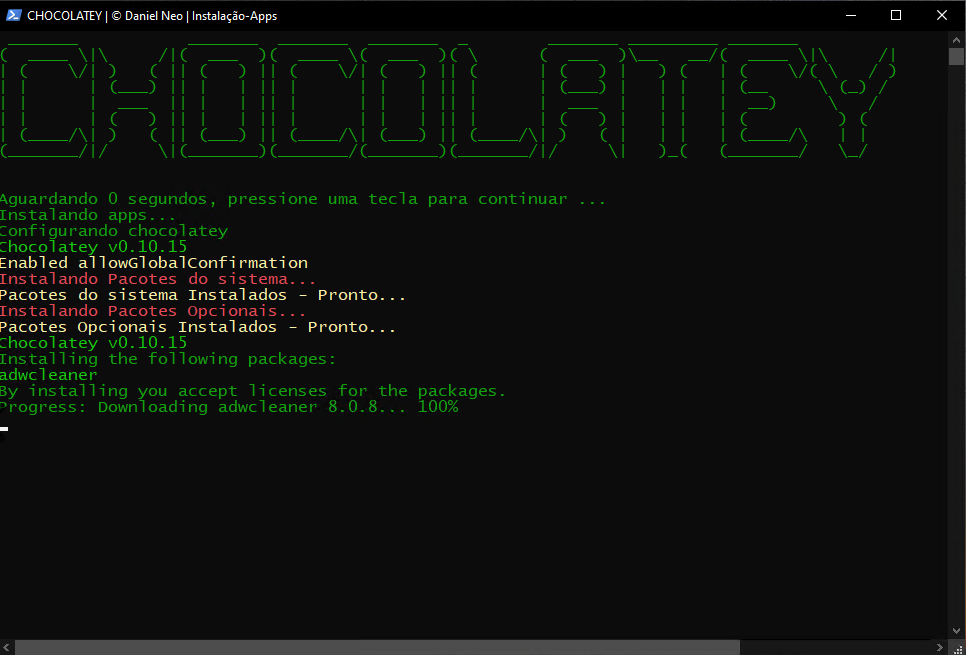 CHOCOLATEY | © Daniel Neo | Instalação-Apps
CHOCOLATEY
Aguardando 0 segundos, pressione uma tecla para continuar ...
Instalando apps...
Configurando chocolatey
Chocolatey v0.10.15
Enabled allowGlobalConfirmation
Instalando Pacotes do sistema...
Pacotes do sistema Instalados - Pronto...
Instalando Pacotes Opcionais...
Pacotes Opcionais Instalados - Pronto...
Chocolatey v0.10.15
Installing the following packages:
adwcleaner
By installing you accept licenses for the packages.
Progress: Downloading adwcleaner 8.0.8... 100%